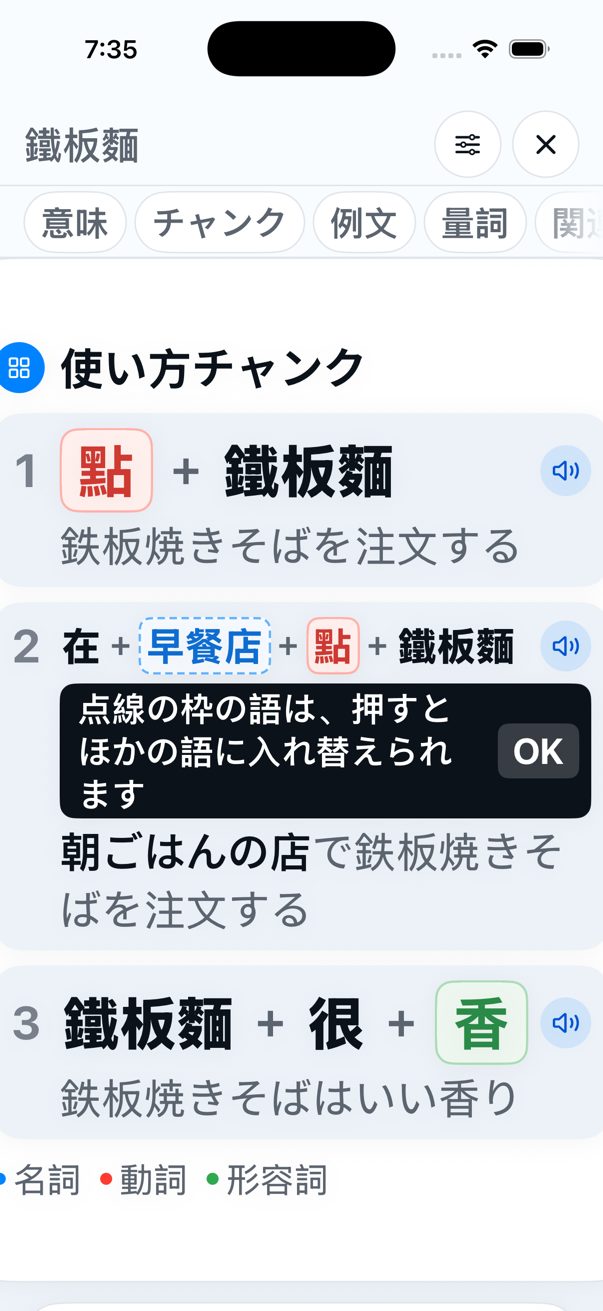 7:35
鐵板麵
意味 チャンク 例文 量詞 関連
使い方チャンク
1 點 + 鐵板麵
鉄板焼きそばを注文する
2 在 + 早餐店 + 點 + 鐵板麵
点線の枠の語は、押すと
ほかの語に入れ替えられ
ます
OK
朝ごはんの店で鉄板焼きそ
ばを注文する
3 鐵板麵 + 很 + 香
鉄板焼きそばはいい香り
名詞 動詞 形容詞